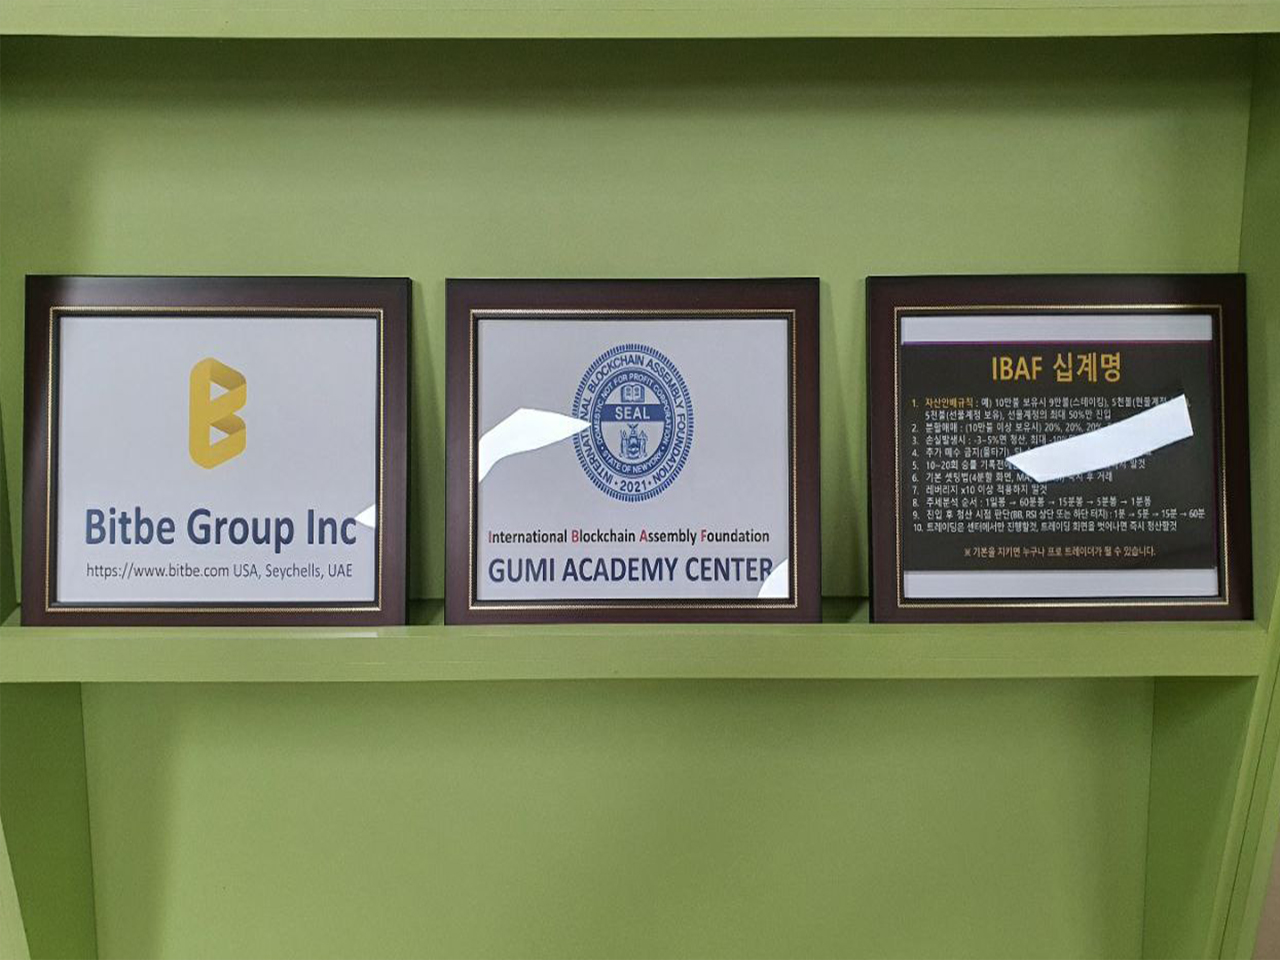 Bitbe Group Inc
https://www.bitbe.com USA, Seychells, UAE
INTERNATIONAL BLOCKCHAIN ASSEMBLY FOUNDATION
DOMESTIC NOT FOR PROFIT CORPORATION
SEAL
STATE OF NEWYORK
2021
International Blockchain Assembly Foundation
GUMI ACADEMY CENTER
IBAF 십계명
1. 자산안배규칙 : 예) 10만불 보유시 9만불(스테이킹), 5천불(현물계정
5천불(선물계정 보유), 선물계정의 최대 50%만 진입
2. 분할매매 : (10만불 이상 보유시) 20%, 20%, 20%
3. 손실발생시 : -3~5%면 청산, 최대 -10%
4. 추가 매수 금지(물타기),
5. 10~20회 승률 말것
6. 기본 셋팅법(4분할 화면, MA, 후 거래
7. 레버리지 x10 이상 적용하지 말것
8. 추세분석 순서 : 1일봉 → 60분봉 → 15분봉 → 5분봉 → 1분봉
9. 진입 후 청산 시점 판단(BB, RSI 상단 또는 하단 터치) : 1분 → 5분 → 15분 → 60분
10. 트레이딩은 센터에서만 진행할것, 트레이딩 화면을 벗어나면 즉시 청산할것
※ 기본을 지키면 누구나 프로 트레이더가 될 수 있습니다.